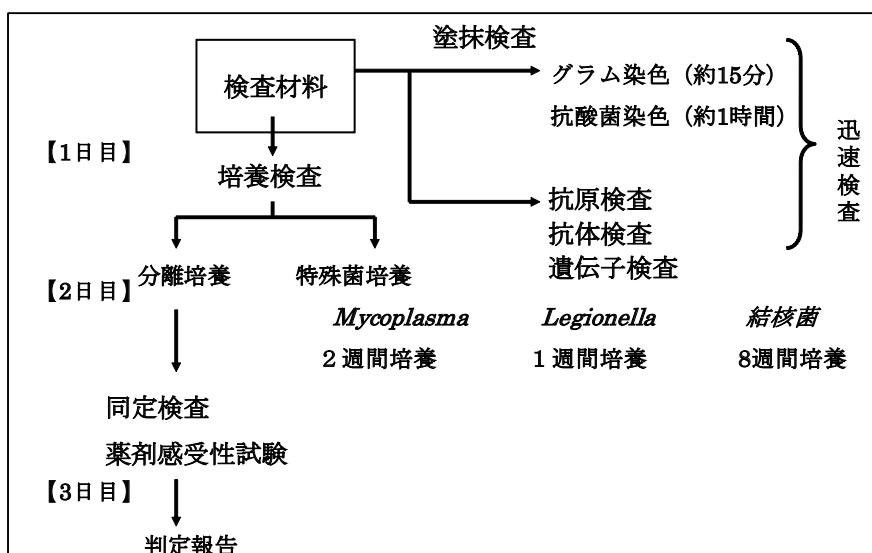 塗抹検査
検査材料
グラム染色（約15分）
抗酸菌染色（約1時間）
迅速検査
【1日目】
培養検査
抗原検査
抗体検査
遺伝子検査
分離培養
特殊菌培養
【2日目】
Mycoplasma
Legionella
結核菌
２週間培養
１週間培養
8週間培養
同定検査
薬剤感受性試験
【3日目】
判定報告